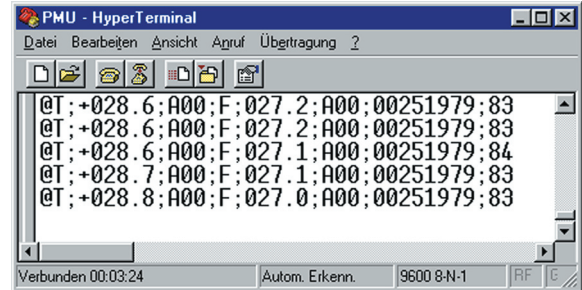 PMU - HyperTerminal
Datei Bearbeiten Ansicht Anruf Übertragung ?
@T;+028.6;A00;F;027.2;A00;00251979;83
@T;+028.6;A00;F;027.2;A00;00251979;83
@T;+028.6;A00;F;027.1;A00;00251979;84
@T;+028.7;A00;F;027.1;A00;00251979;83
@T;+028.8;A00;F;027.0;A00;00251979;83
Verbunden 00:03:24 Autom. Erkenn. 9600 8-N-1 RF G